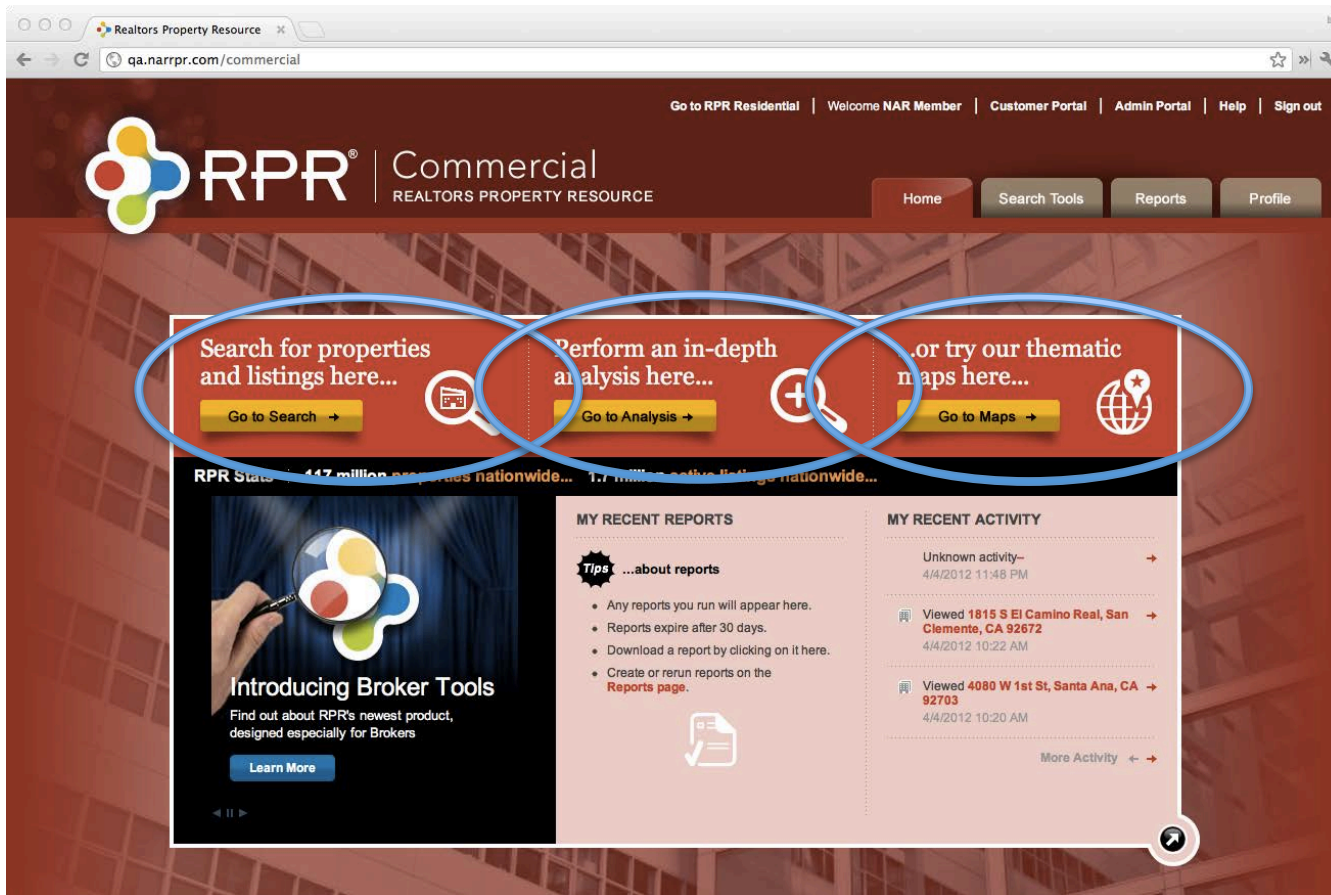 Realtors Property Resource
qa.narrpr.com/commercial
Go to RPR Residential | Welcome NAR Member | Customer Portal | Admin Portal | Help | Sign out
RPR® | Commercial
REALTORS PROPERTY RESOURCE
Home Search Tools Reports Profile
Search for properties
and listings here...
Go to Search →
Perform an in-depth
analysis here...
Go to Analysis →
...or try our thematic
maps here...
Go to Maps →
RPR Stats | 117 million properties nationwide... 1.7 million active listings nationwide...
Introducing Broker Tools
Find out about RPR's newest product,
designed especially for Brokers
Learn More
MY RECENT REPORTS
Tips ...about reports
• Any reports you run will appear here.
• Reports expire after 30 days.
• Download a report by clicking on it here.
• Create or rerun reports on the
Reports page.
MY RECENT ACTIVITY
Unknown activity–
4/4/2012 11:48 PM
Viewed 1815 S El Camino Real, San
Clemente, CA 92672
4/4/2012 10:22 AM
Viewed 4080 W 1st St, Santa Ana, CA
92703
4/4/2012 10:20 AM
More Activity ← →